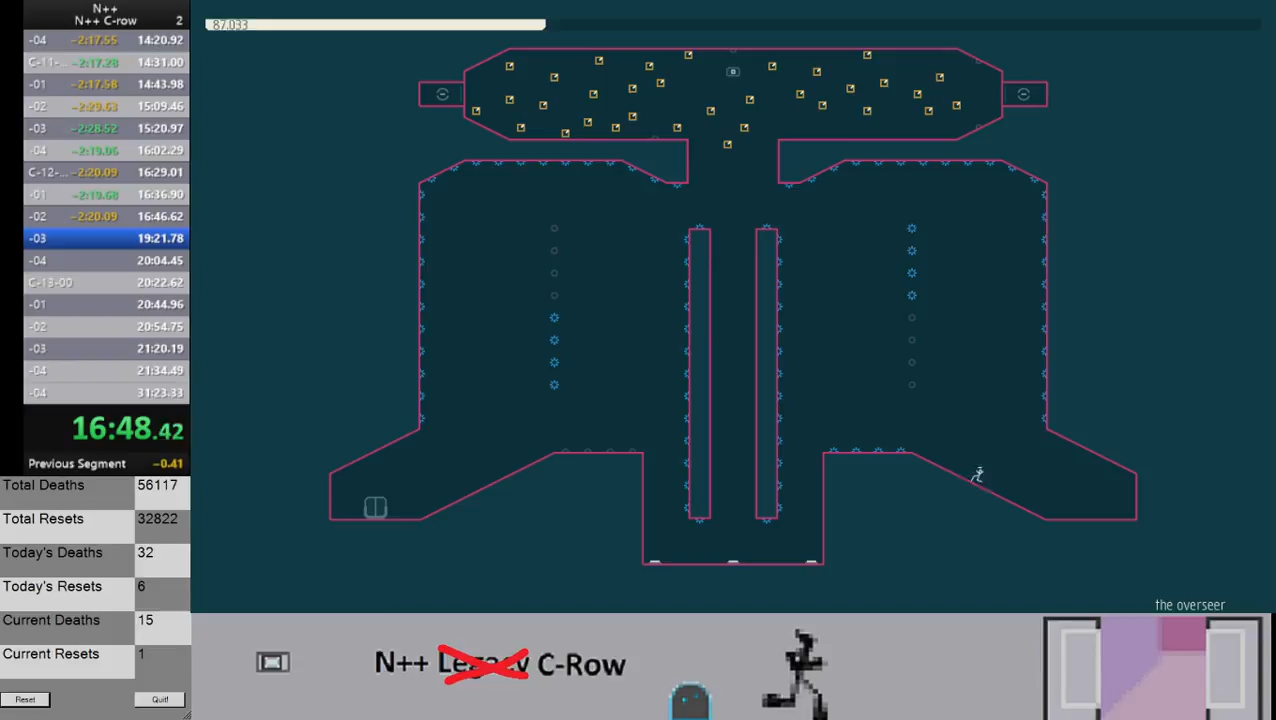 N++
N++ C-row 2
-04 -2:17.55 14:20.92
C-11-... -2:17.28 14:31.00
-01 -2:17.58 14:43.98
-02 -2:29.63 15:09.46
-03 -2:28.52 15:20.97
-04 -2:19.06 16:02.29
C-12-... -2:20.09 16:29.01
-01 -2:19.68 16:36.90
-02 -2:20.09 16:46.62
-03 19:21.78
-04 20:04.45
C-13-00 20:22.62
-01 20:44.96
-02 20:54.75
-03 21:20.19
-04 21:34.49
-04 31:23.33
16:48.42
Previous Segment -0.41
Total Deaths 56117
Total Resets 32822
Today's Deaths 32
Today's Resets 6
Current Deaths 15
Current Resets 1
Reset Quit!
87.033
the overseer
N++ Legacy C-Row